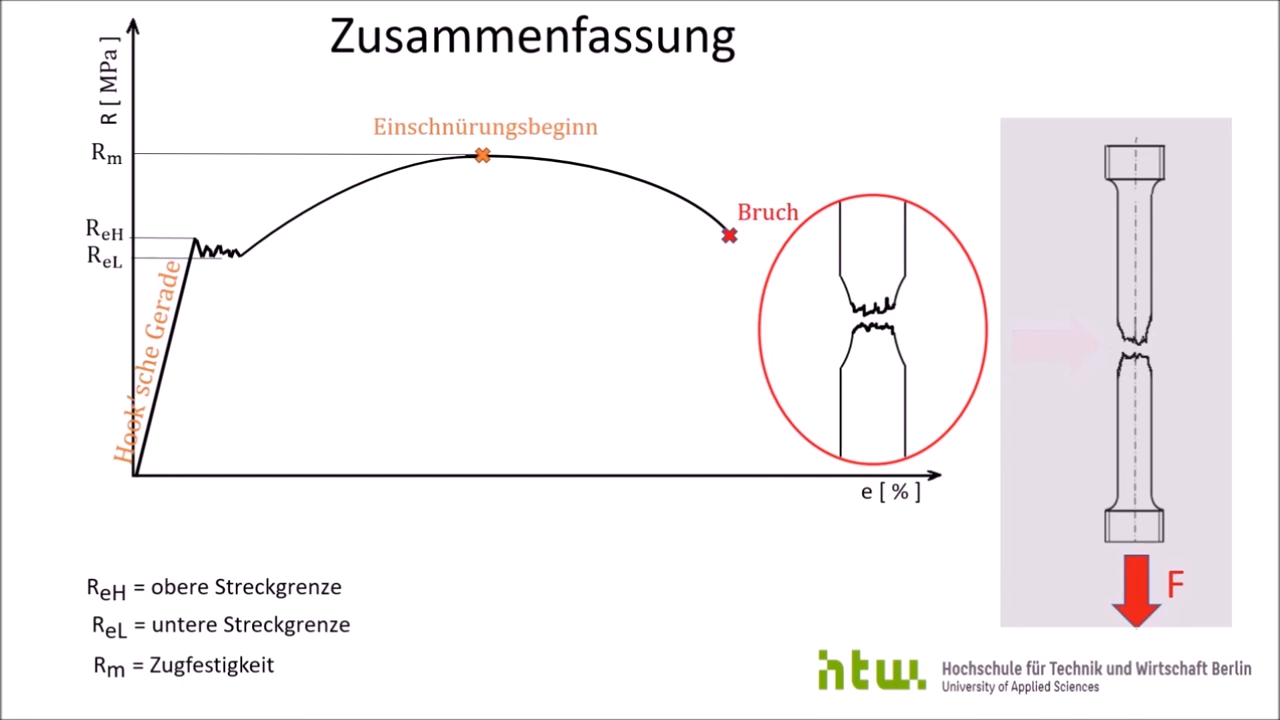 Zusammenfassung
R [ MPa ]
Einschnürungsbeginn
Rm
Bruch
ReH
ReL
Hook'sche Gerade
e [ % ]
F
ReH = obere Streckgrenze
ReL = untere Streckgrenze
Rm = Zugfestigkeit
htw.
Hochschule für Technik und Wirtschaft Berlin
University of Applied Sciences